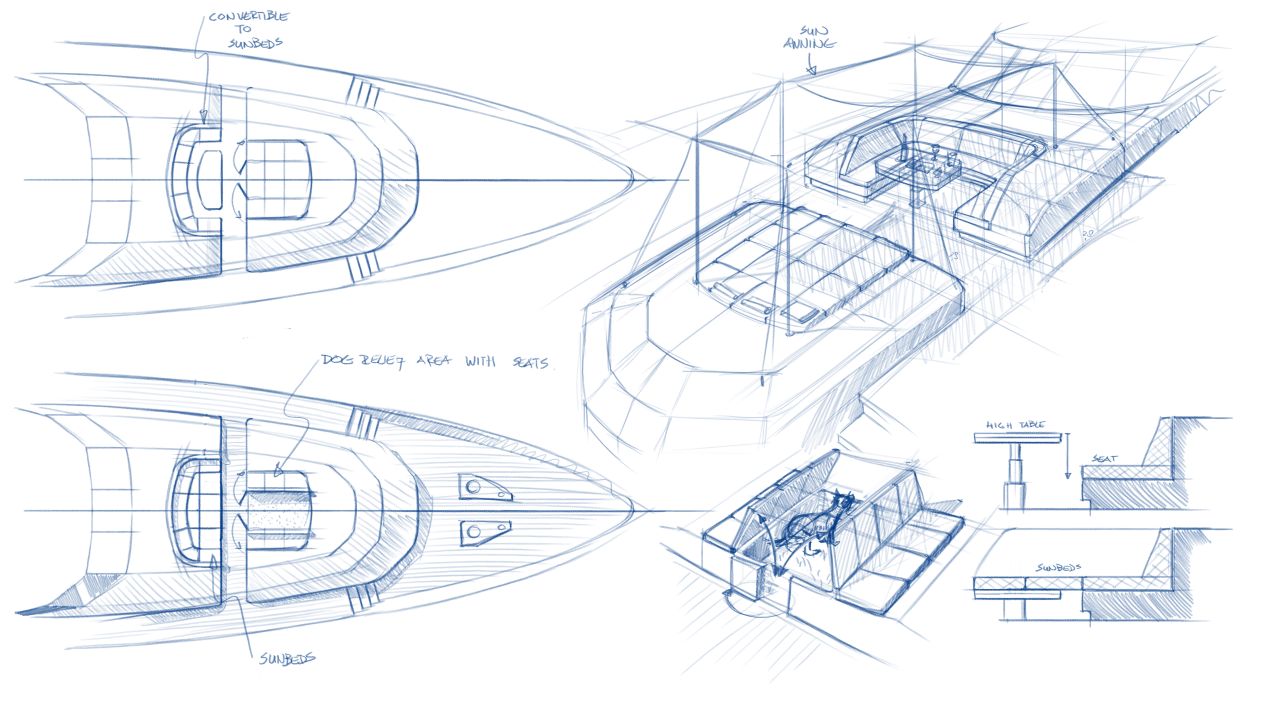 CONVERTIBLE
TO
SUNBEDS
SUN
AWNING
DOG RELIEF AREA WITH SEATS
HIGH TABLE
SEAT
SUNBEDS
SUNBEDS